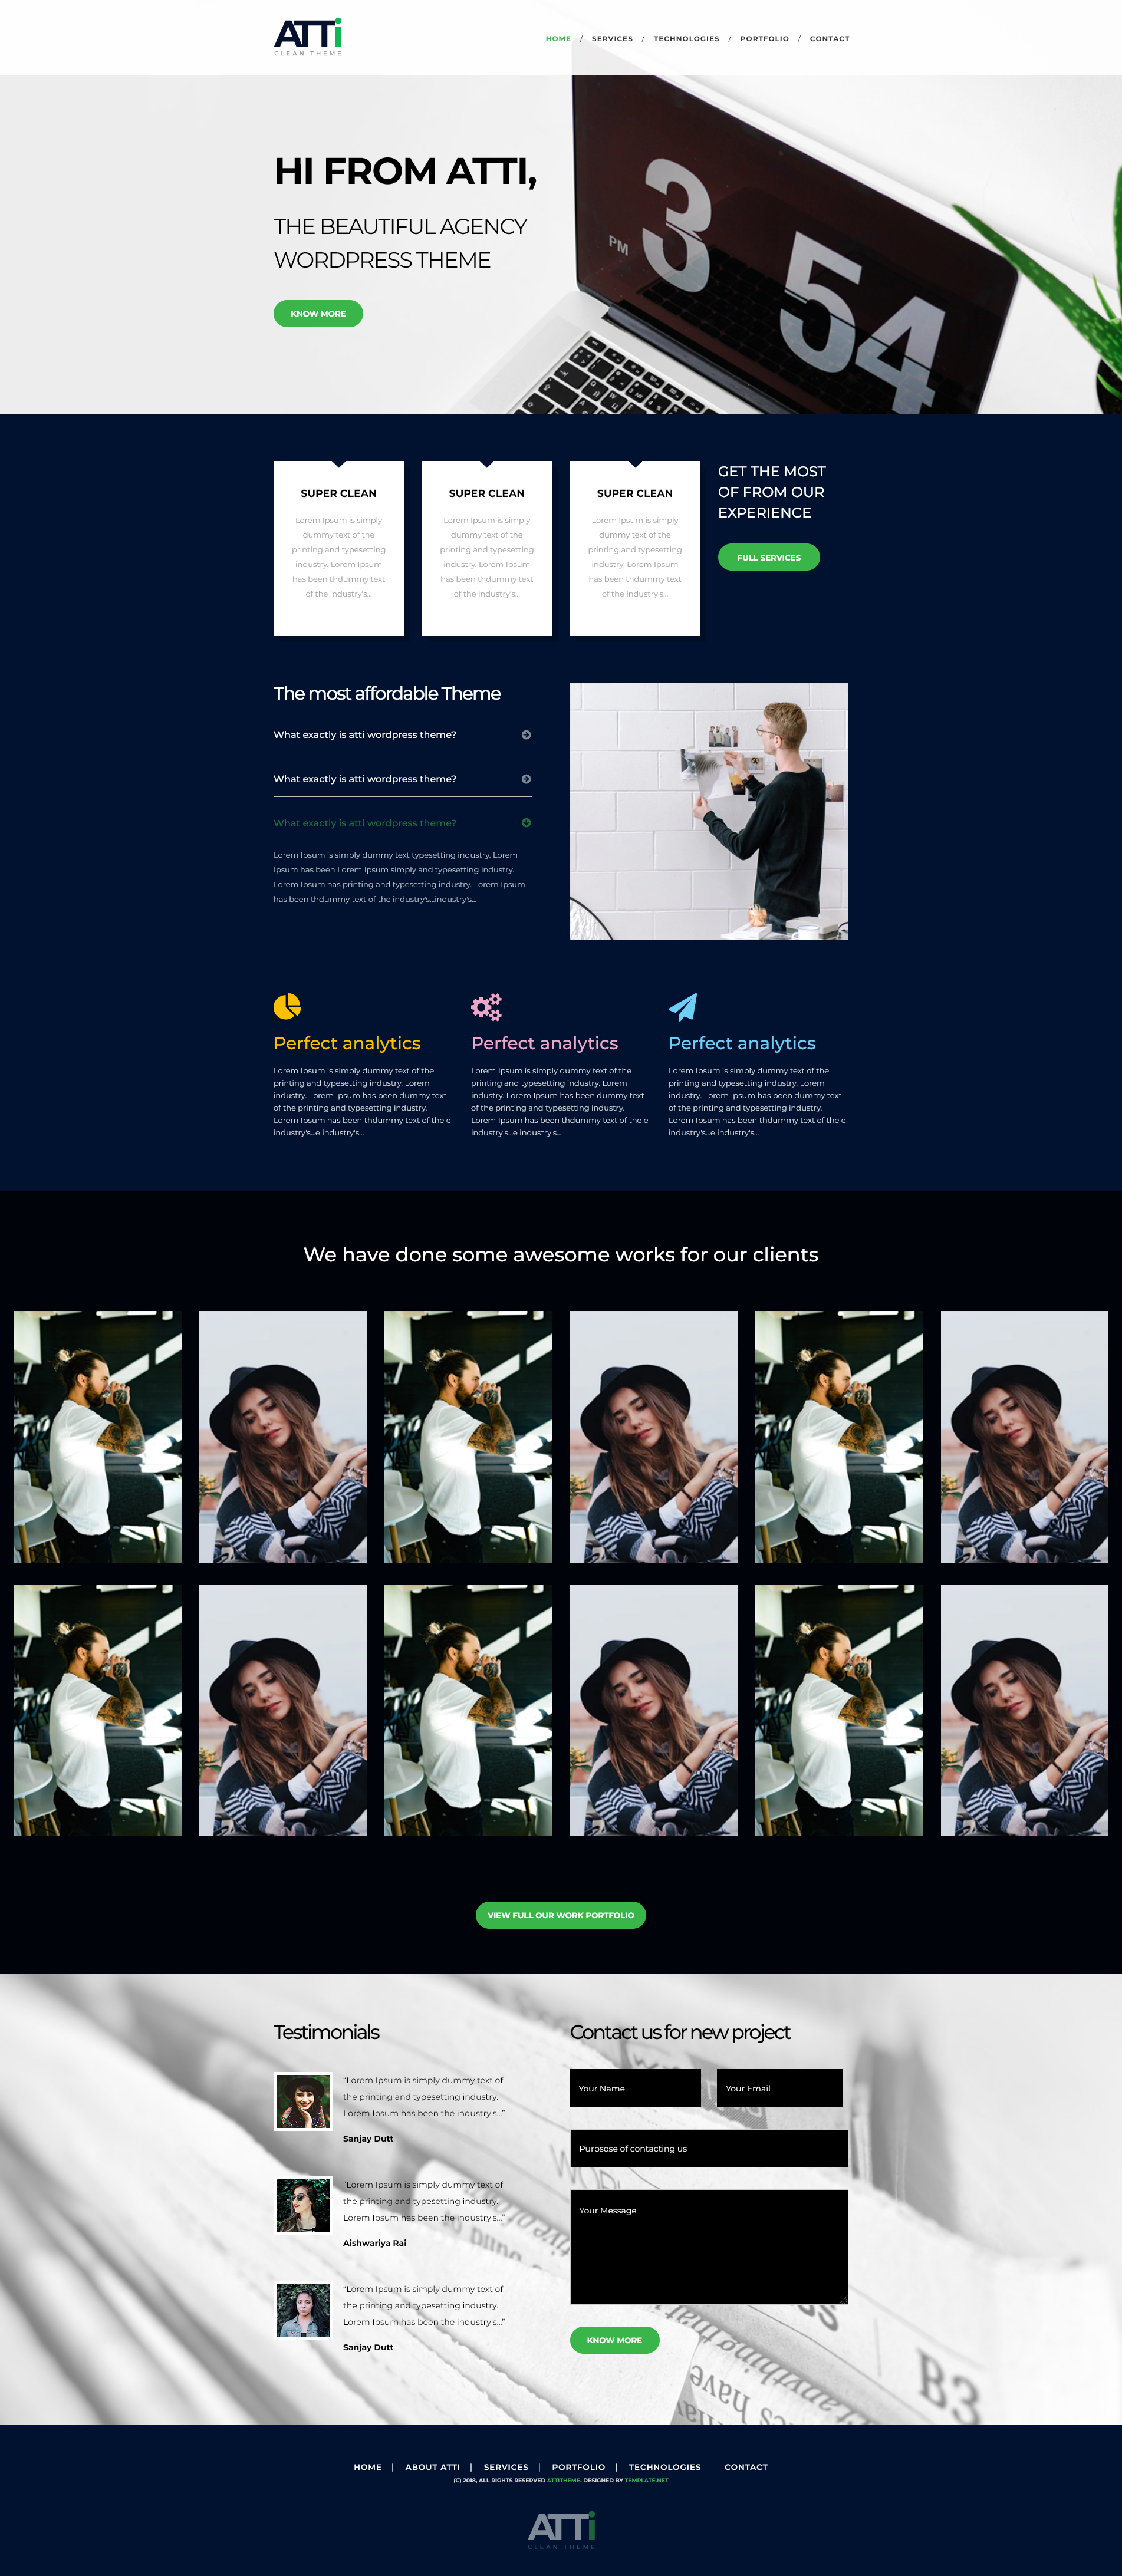 ATTi
CLEAN THEME
HOME / SERVICES / TECHNOLOGIES / PORTFOLIO / CONTACT
HI FROM ATTI,
THE BEAUTIFUL AGENCY
WORDPRESS THEME
KNOW MORE
PM
3
54
SUPER CLEAN
Lorem Ipsum is simply
dummy text of the
printing and typesetting
industry. Lorem Ipsum
has been thdummy text
of the industry's...
SUPER CLEAN
Lorem Ipsum is simply
dummy text of the
printing and typesetting
industry. Lorem Ipsum
has been thdummy text
of the industry's...
SUPER CLEAN
Lorem Ipsum is simply
dummy text of the
printing and typesetting
industry. Lorem Ipsum
has been thdummy text
of the industry's...
GET THE MOST
OF FROM OUR
EXPERIENCE
FULL SERVICES
The most affordable Theme
What exactly is atti wordpress theme?
What exactly is atti wordpress theme?
What exactly is atti wordpress theme?
Lorem Ipsum is simply dummy text typesetting industry. Lorem
Ipsum has been Lorem Ipsum simply and typesetting industry.
Lorem Ipsum has printing and typesetting industry. Lorem Ipsum
has been thdummy text of the industry's...industry's...
Perfect analytics
Lorem Ipsum is simply dummy text of the
printing and typesetting industry. Lorem
industry. Lorem Ipsum has been dummy text
of the printing and typesetting industry.
Lorem Ipsum has been thdummy text of the e
industry's...e industry's...
Perfect analytics
Lorem Ipsum is simply dummy text of the
printing and typesetting industry. Lorem
industry. Lorem Ipsum has been dummy text
of the printing and typesetting industry.
Lorem Ipsum has been thdummy text of the e
industry's...e industry's...
Perfect analytics
Lorem Ipsum is simply dummy text of the
printing and typesetting industry. Lorem
industry. Lorem Ipsum has been dummy text
of the printing and typesetting industry.
Lorem Ipsum has been thdummy text of the e
industry's...e industry's...
We have done some awesome works for our clients
VIEW FULL OUR WORK PORTFOLIO
Testimonials
“Lorem Ipsum is simply dummy text of
the printing and typesetting industry.
Lorem Ipsum has been the industry's...”
Sanjay Dutt
“Lorem Ipsum is simply dummy text of
the printing and typesetting industry.
Lorem Ipsum has been the industry's...”
Aishwariya Rai
“Lorem Ipsum is simply dummy text of
the printing and typesetting industry.
Lorem Ipsum has been the industry's...”
Sanjay Dutt
Contact us for new project
Your Name
Your Email
Purpsose of contacting us
Your Message
KNOW MORE
have
B3
HOME | ABOUT ATTI | SERVICES | PORTFOLIO | TECHNOLOGIES | CONTACT
(C) 2018, ALL RIGHTS RESERVED ATTITHEME. DESIGNED BY TEMPLATE.NET
ATTi
CLEAN THEME